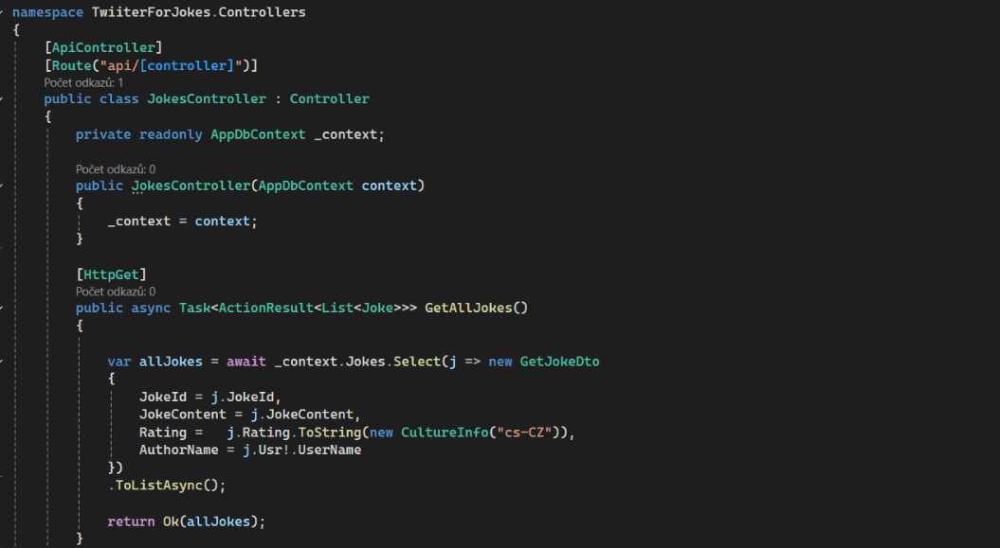 namespace TwiiterForJokes.Controllers
{
[ApiController]
[Route("api/[controller]")]
Počet odkazů: 1
public class JokesController : Controller
{
private readonly AppDbContext _context;
Počet odkazů: 0
public JokesController(AppDbContext context)
{
_context = context;
}
[HttpGet]
Počet odkazů: 0
public async Task<ActionResult<List<Joke>>> GetAllJokes()
{
var allJokes = await _context.Jokes.Select(j => new GetJokeDto
{
JokeId = j.JokeId,
JokeContent = j.JokeContent,
Rating =   j.Rating.ToString(new CultureInfo("cs-CZ")),
AuthorName = j.Usr!.UserName
})
.ToListAsync();
return Ok(allJokes);
}